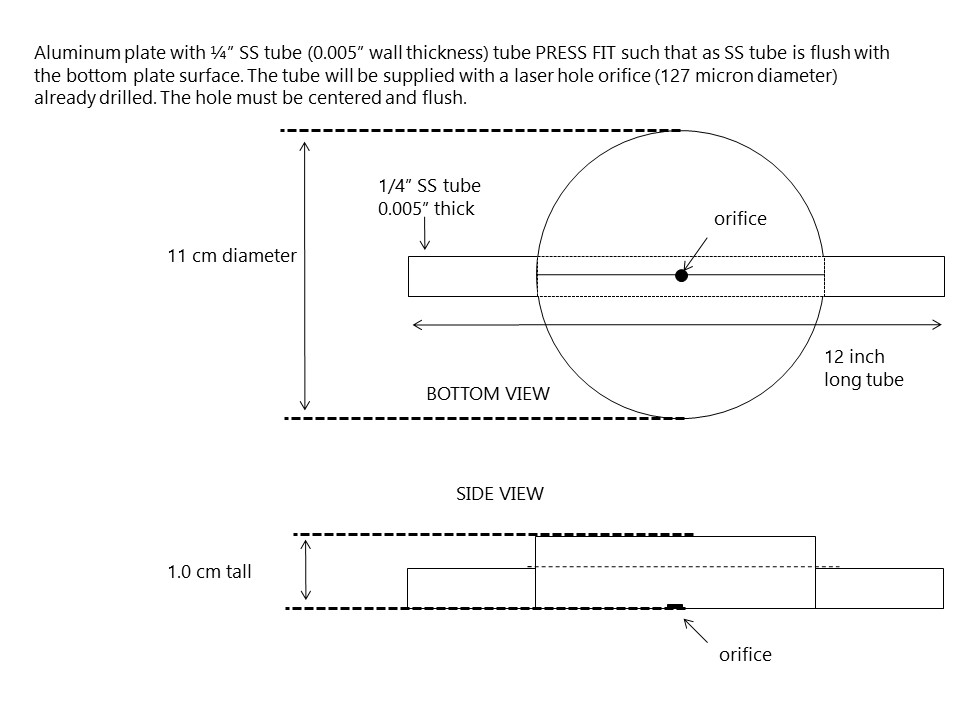 Aluminum plate with ¼” SS tube (0.005” wall thickness) tube PRESS FIT such that as SS tube is flush with
the bottom plate surface. The tube will be supplied with a laser hole orifice (127 micron diameter)
already drilled. The hole must be centered and flush.
1/4” SS tube
0.005” thick
orifice
11 cm diameter
12 inch
long tube
BOTTOM VIEW
SIDE VIEW
1.0 cm tall
orifice